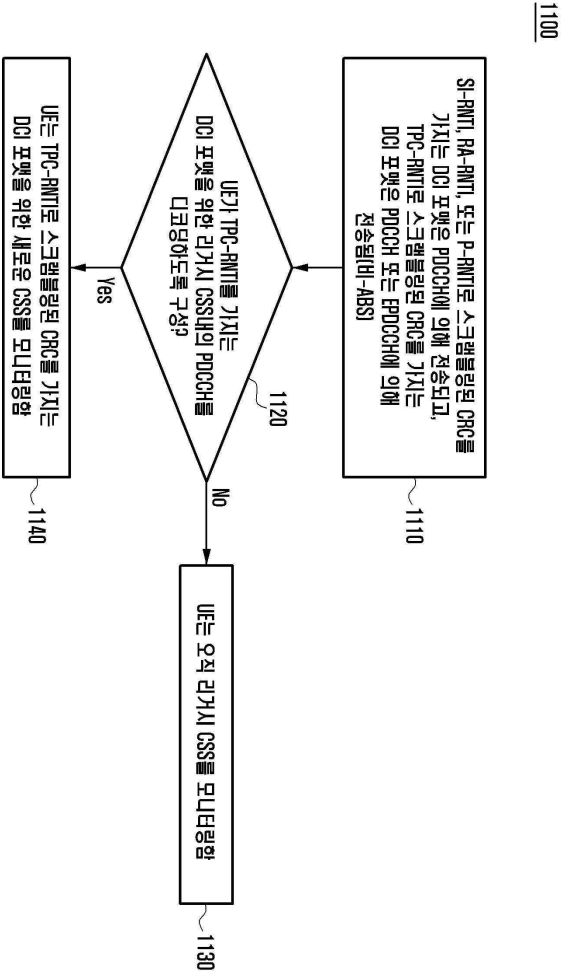 1100
SI-RNTI, RA-RNTI, 또는 P-RNTI로 스크램블링된 CRC를
가지는 DCI 포맷은 PDCCH에 의해 전송되고,
TPC-RNTI로 스크램블링된 CRC를 가지는
DCI 포맷은 PDCCH 또는 EPDCCH에 의해
전송됨(비-ABS)
1110
UE가 TPC-RNTI를 가지는
DCI 포맷을 위한 리거시 CSS내의 PDCCH를
디코딩하도록 구성?
1120
No
UE는 오직 리거시 CSS를 모니터링함
1130
Yes
UE는 TPC-RNTI로 스크램블링된 CRC를 가지는
DCI 포맷을 위한 새로운 CSS를 모니터링함
1140